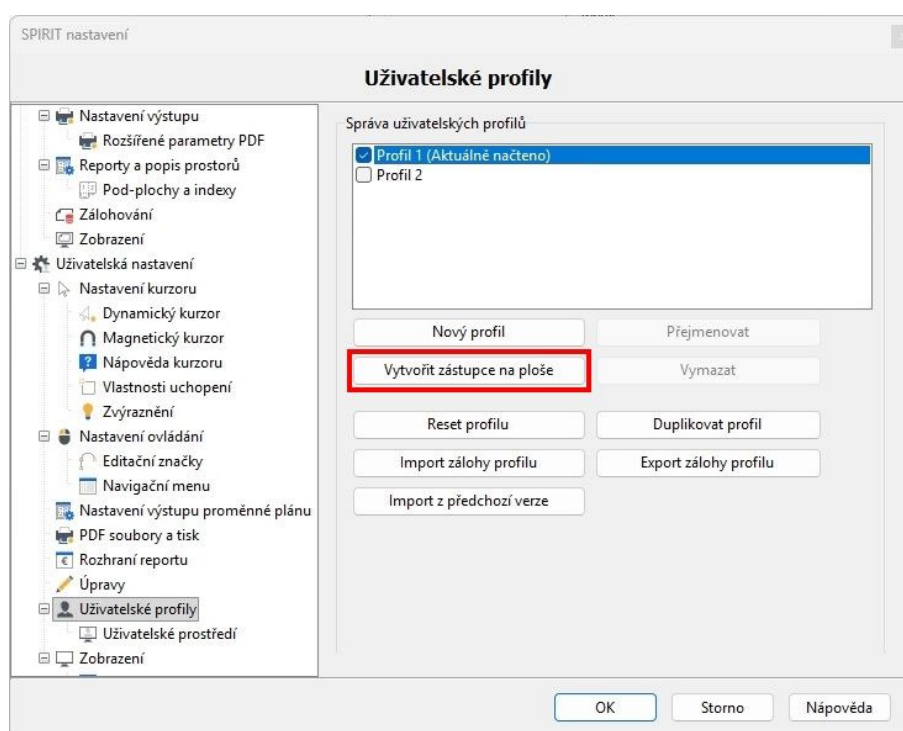 SPIRIT nastavení
Uživatelské profily
Nastavení výstupu
Rozšířené parametry PDF
Reporty a popis prostorů
Pod-plochy a indexy
Zálohování
Zobrazení
Uživatelská nastavení
Nastavení kurzoru
Dynamický kurzor
Magnetický kurzor
Nápověda kurzoru
Vlastnosti uchopení
Zvýraznění
Nastavení ovládání
Editační značky
Navigační menu
Nastavení výstupu proměnné plánu
PDF soubory a tisk
Rozhraní reportu
Úpravy
Uživatelské profily
Uživatelské prostředí
Zobrazení
Správa uživatelských profilů
Profil 1 (Aktuálně načteno)
Profil 2
Nový profil
Přejmenovat
Vytvořit zástupce na ploše
Vymazat
Reset profilu
Duplikovat profil
Import zálohy profilu
Export zálohy profilu
Import z předchozí verze
OK
Storno
Nápověda